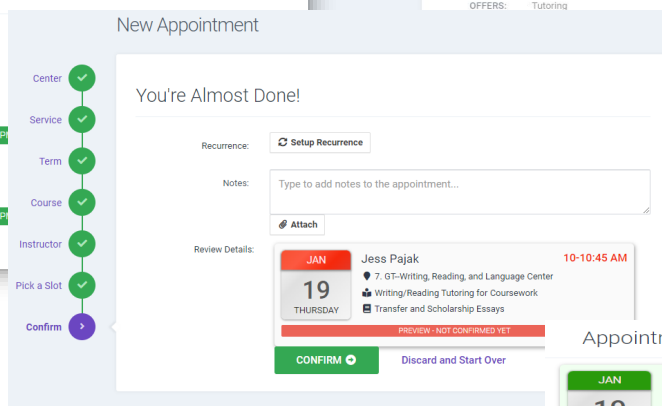 OFFERS: Tutoring
New Appointment
Center
You're Almost Done!
Service
Recurrence: Setup Recurrence
Term
Notes: Type to add notes to the appointment...
Course
Attach
Instructor
Review Details:
JAN
19
THURSDAY
Jess Pajak 10-10:45 AM
7. GT–Writing, Reading, and Language Center
Writing/Reading Tutoring for Coursework
Transfer and Scholarship Essays
PREVIEW - NOT CONFIRMED YET
Pick a Slot
Confirm
CONFIRM Discard and Start Over
JAN